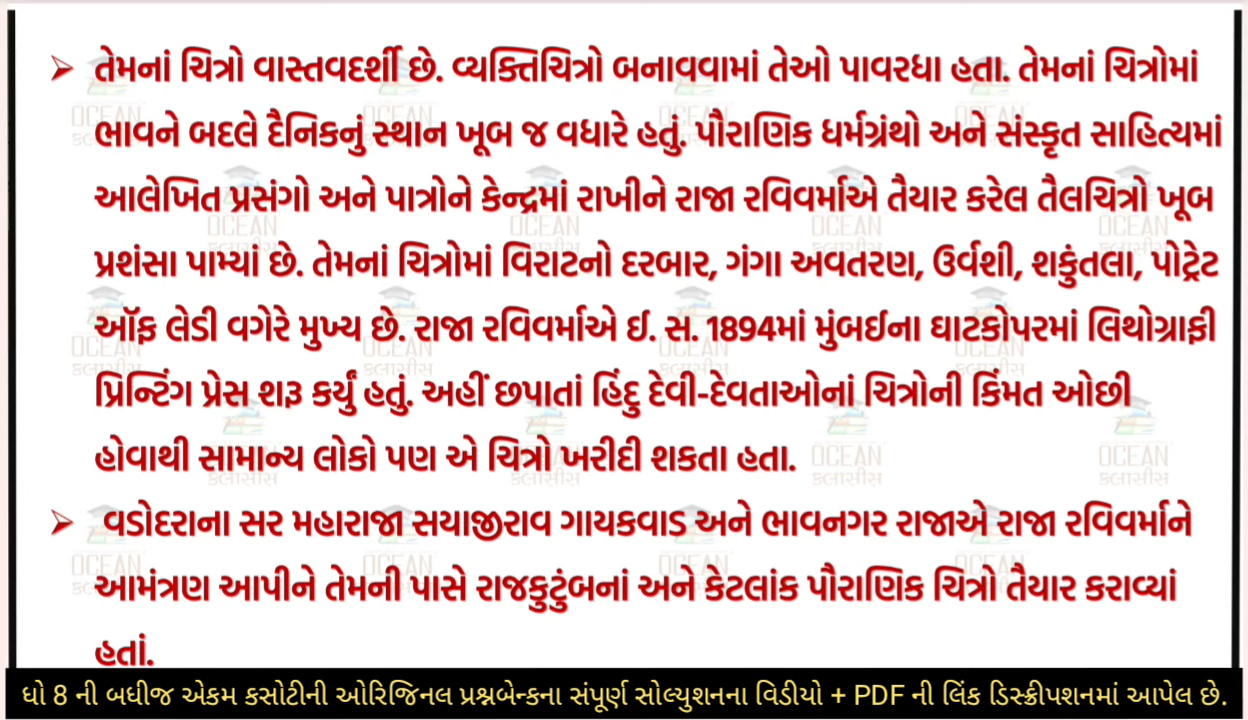 ➢ તેમનાં ચિત્રો વાસ્તવદર્શી છે. વ્યક્તિચિત્રો બનાવવામાં તેઓ પાવરધા હતા. તેમનાં ચિત્રોમાં
ભાવને બદલે દૈનિકનું સ્થાન ખૂબ જ વધારે હતું. પૌરાણિક ધર્મગ્રંથો અને સંસ્કૃત સાહિત્યમાં
આલેખિત પ્રસંગો અને પાત્રોને કેન્દ્રમાં રાખીને રાજા રવિવર્માએ તૈયાર કરેલ તૈલચિત્રો ખૂબ
પ્રશંસા પામ્યાં છે. તેમનાં ચિત્રોમાં વિરાટનો દરબાર, ગંગા અવતરણ, ઉર્વશી, શકુંતલા, પોટ્રેટ
ઑફ લેડી વગેરે મુખ્ય છે. રાજા રવિવર્માએ ઈ. સ. 1894માં મુંબઈના ઘાટકોપરમાં લિથોગ્રાફી
પ્રિન્ટિંગ પ્રેસ શરૂ કર્યું હતું. અહીં છપાતાં હિંદુ દેવી-દેવતાઓનાં ચિત્રોની કિંમત ઓછી
હોવાથી સામાન્ય લોકો પણ એ ચિત્રો ખરીદી શકતા હતા.
➢ વડોદરાના સર મહારાજા સયાજીરાવ ગાયકવાડ અને ભાવનગર રાજાએ રાજા રવિવર્માને
આમંત્રણ આપીને તેમની પાસે રાજકુટુંબનાં અને કેટલાંક પૌરાણિક ચિત્રો તૈયાર કરાવ્યાં
હતાં.
ધો 8 ની બધીજ એકમ કસોટીની ઓરિજિનલ પ્રશ્નબેન્કના સંપૂર્ણ સોલ્યુશનના વિડીયો + PDF ની લિંક ડિસ્ક્રીપશનમાં આપેલ છે.